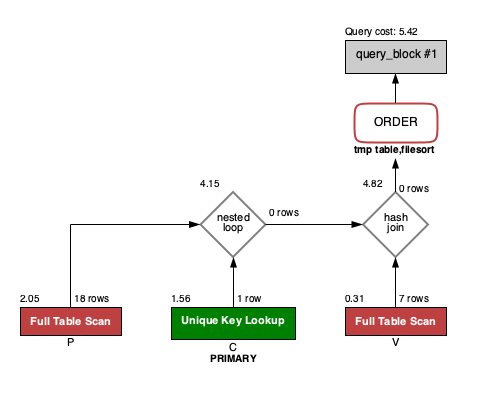 Query cost: 5.42
query_block #1
ORDER
tmp table,filesort
4.15
4.82
0 rows
nested
loop
0 rows
hash
join
2.05
18 rows
1.56
1 row
0.31
7 rows
Full Table Scan
Unique Key Lookup
Full Table Scan
P
C
V
PRIMARY